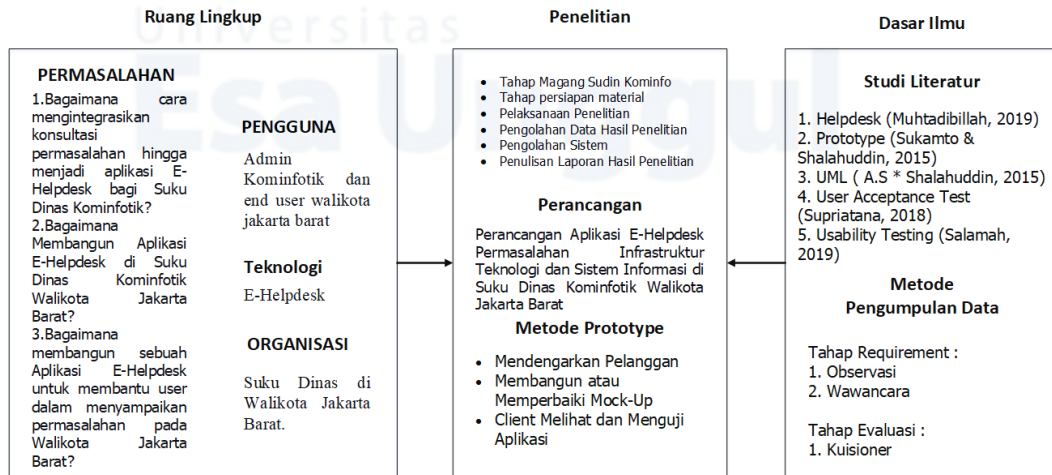 Universitas
Esa Unggul
Ruang Lingkup
PERMASALAHAN
1.Bagaimana cara
mengintegrasikan
konsultasi
permasalahan hingga
menjadi aplikasi E-
Helpdesk bagi Suku
Dinas Kominfotik?
2.Bagaimana
Membangun Aplikasi
E-Helpdesk di Suku
Dinas Kominfotik
Walikota Jakarta
Barat?
3.Bagaimana
membangun sebuah
Aplikasi E-Helpdesk
untuk membantu user
dalam menyampaikan
permasalahan pada
Walikota Jakarta
Barat?
PENGGUNA
Admin
Kominfotik dan
end user walikota
jakarta barat
Teknologi
E-Helpdesk
ORGANISASI
Suku Dinas di
Walikota Jakarta
Barat.
Penelitian
• Tahap Magang Sudin Kominfo
• Tahap persiapan material
• Pelaksanaan Penelitian
• Pengolahan Data Hasil Penelitian
• Pengolahan Sistem
• Penulisan Laporan Hasil Penelitian
Perancangan
Perancangan Aplikasi E-Helpdesk
Permasalahan Infrastruktur
Teknologi dan Sistem Informasi di
Suku Dinas Kominfotik Walikota
Jakarta Barat
Metode Prototype
• Mendengarkan Pelanggan
• Membangun atau
Memperbaiki Mock-Up
• Client Melihat dan Menguji
Aplikasi
Dasar Ilmu
Studi Literatur
1. Helpdesk (Muhtadibillah, 2019)
2. Prototype (Sukamto &
Shalahuddin, 2015)
3. UML ( A.S * Shalahuddin, 2015)
4. User Acceptance Test
(Supriatana, 2018)
5. Usability Testing (Salamah,
2019)
Metode
Pengumpulan Data
Tahap Requirement :
1. Observasi
2. Wawancara
Tahap Evaluasi :
1. Kuisioner